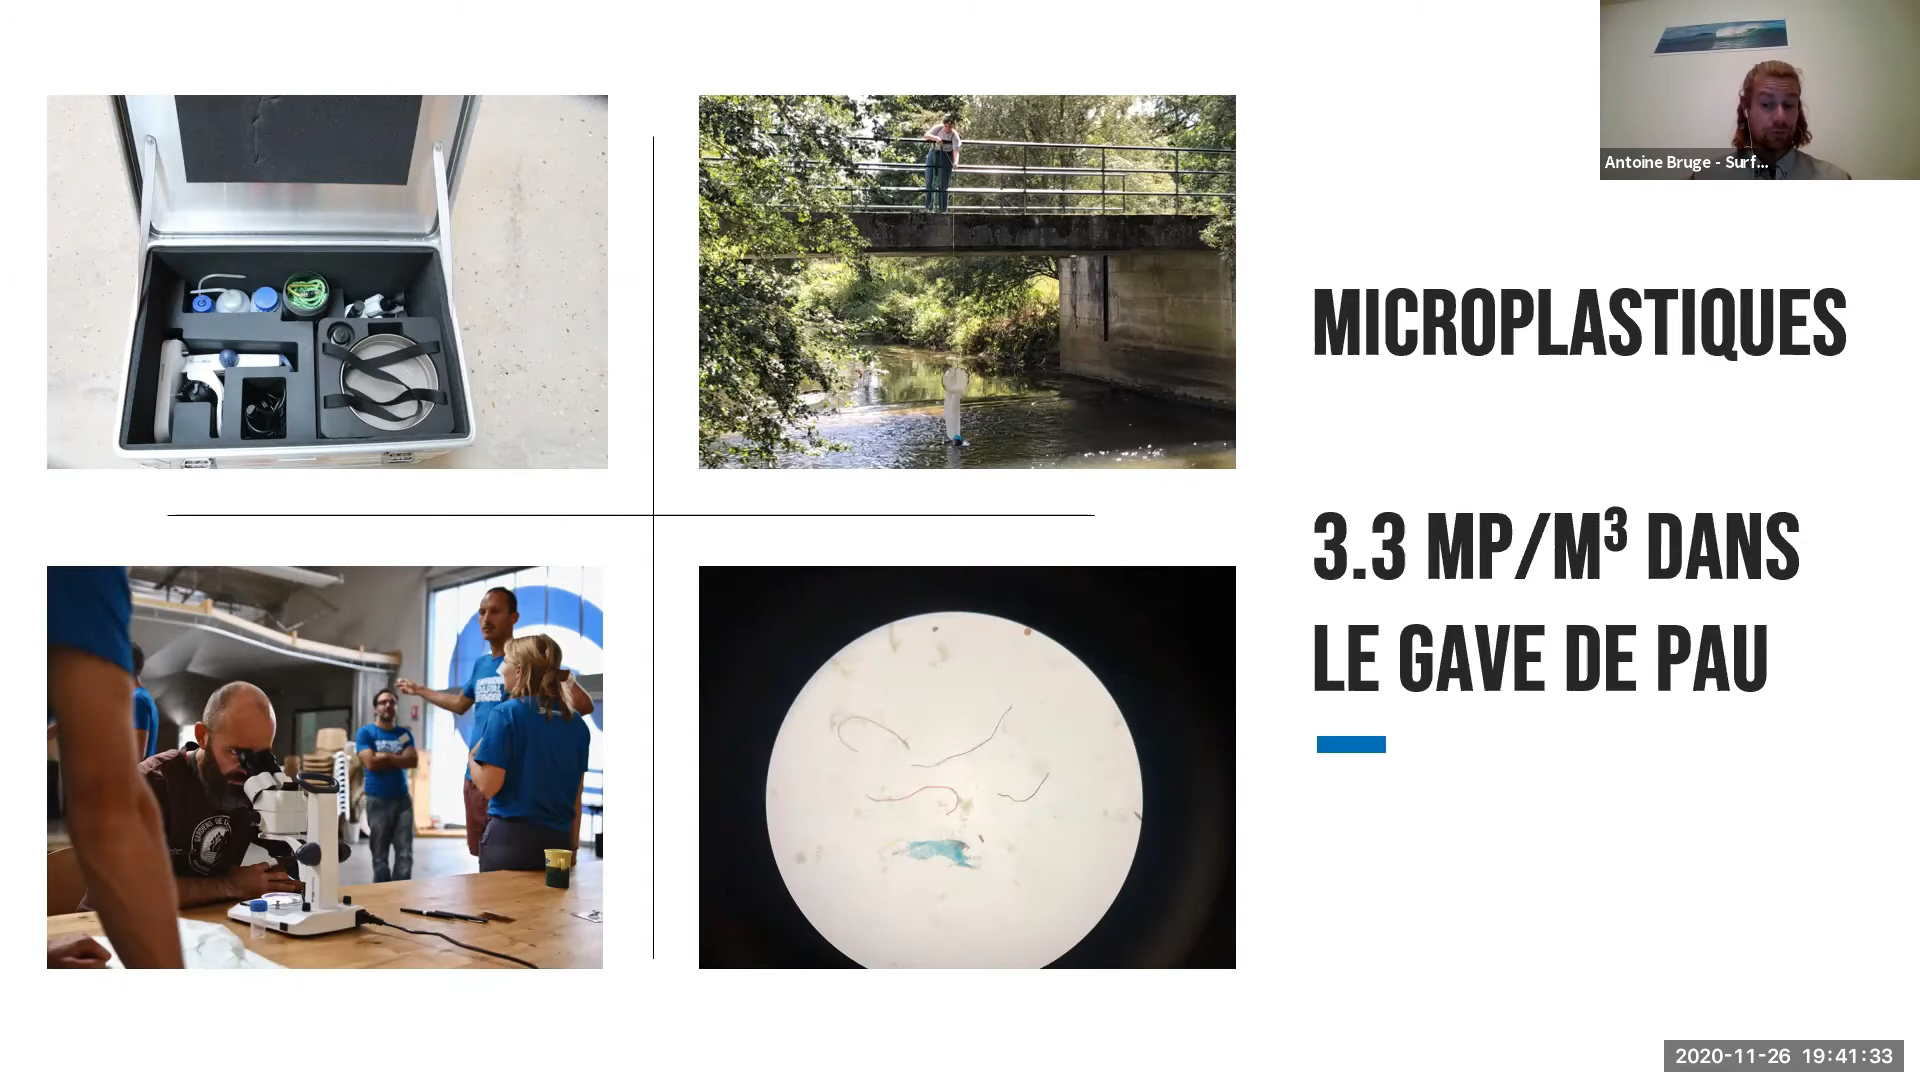 Antoine Bruge - Surf...
MICROPLASTIQUES
3.3 MP/M³ DANS
LE GAVE DE PAU
2020-11-26 19:41:33